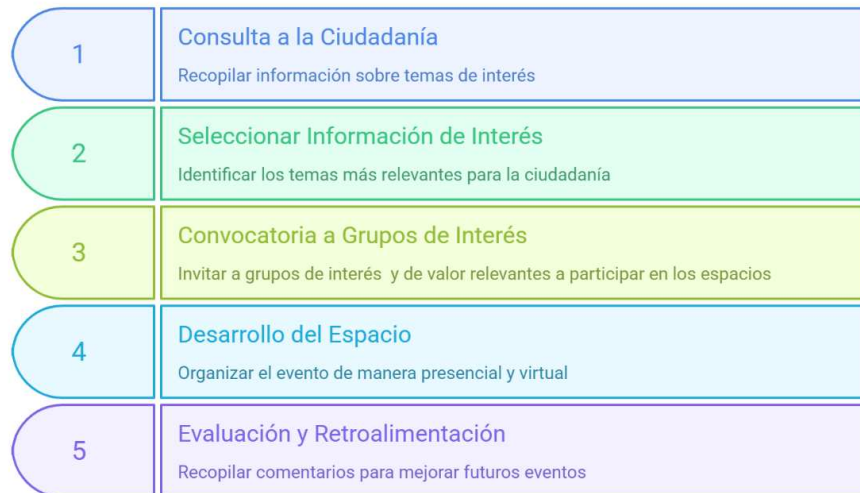 1
Consulta a la Ciudadanía
Recopilar información sobre temas de interés
2
Seleccionar Información de Interés
Identificar los temas más relevantes para la ciudadanía
3
Convocatoria a Grupos de Interés
Invitar a grupos de interés  y de valor relevantes a participar en los espacios
4
Desarrollo del Espacio
Organizar el evento de manera presencial y virtual
5
Evaluación y Retroalimentación
Recopilar comentarios para mejorar futuros eventos